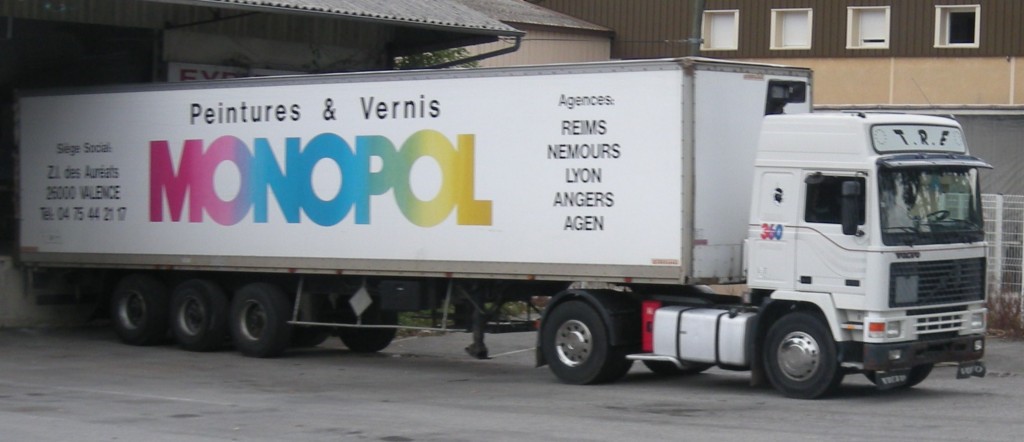 Peintures & Vernis
MONOPOL
Siège Social:
Z.I. des Auréats
26000 VALENCE
Tél: 04 75 44 21 17
Agences:
REIMS
NEMOURS
LYON
ANGERS
AGEN
T.R.F
360
VOLVO